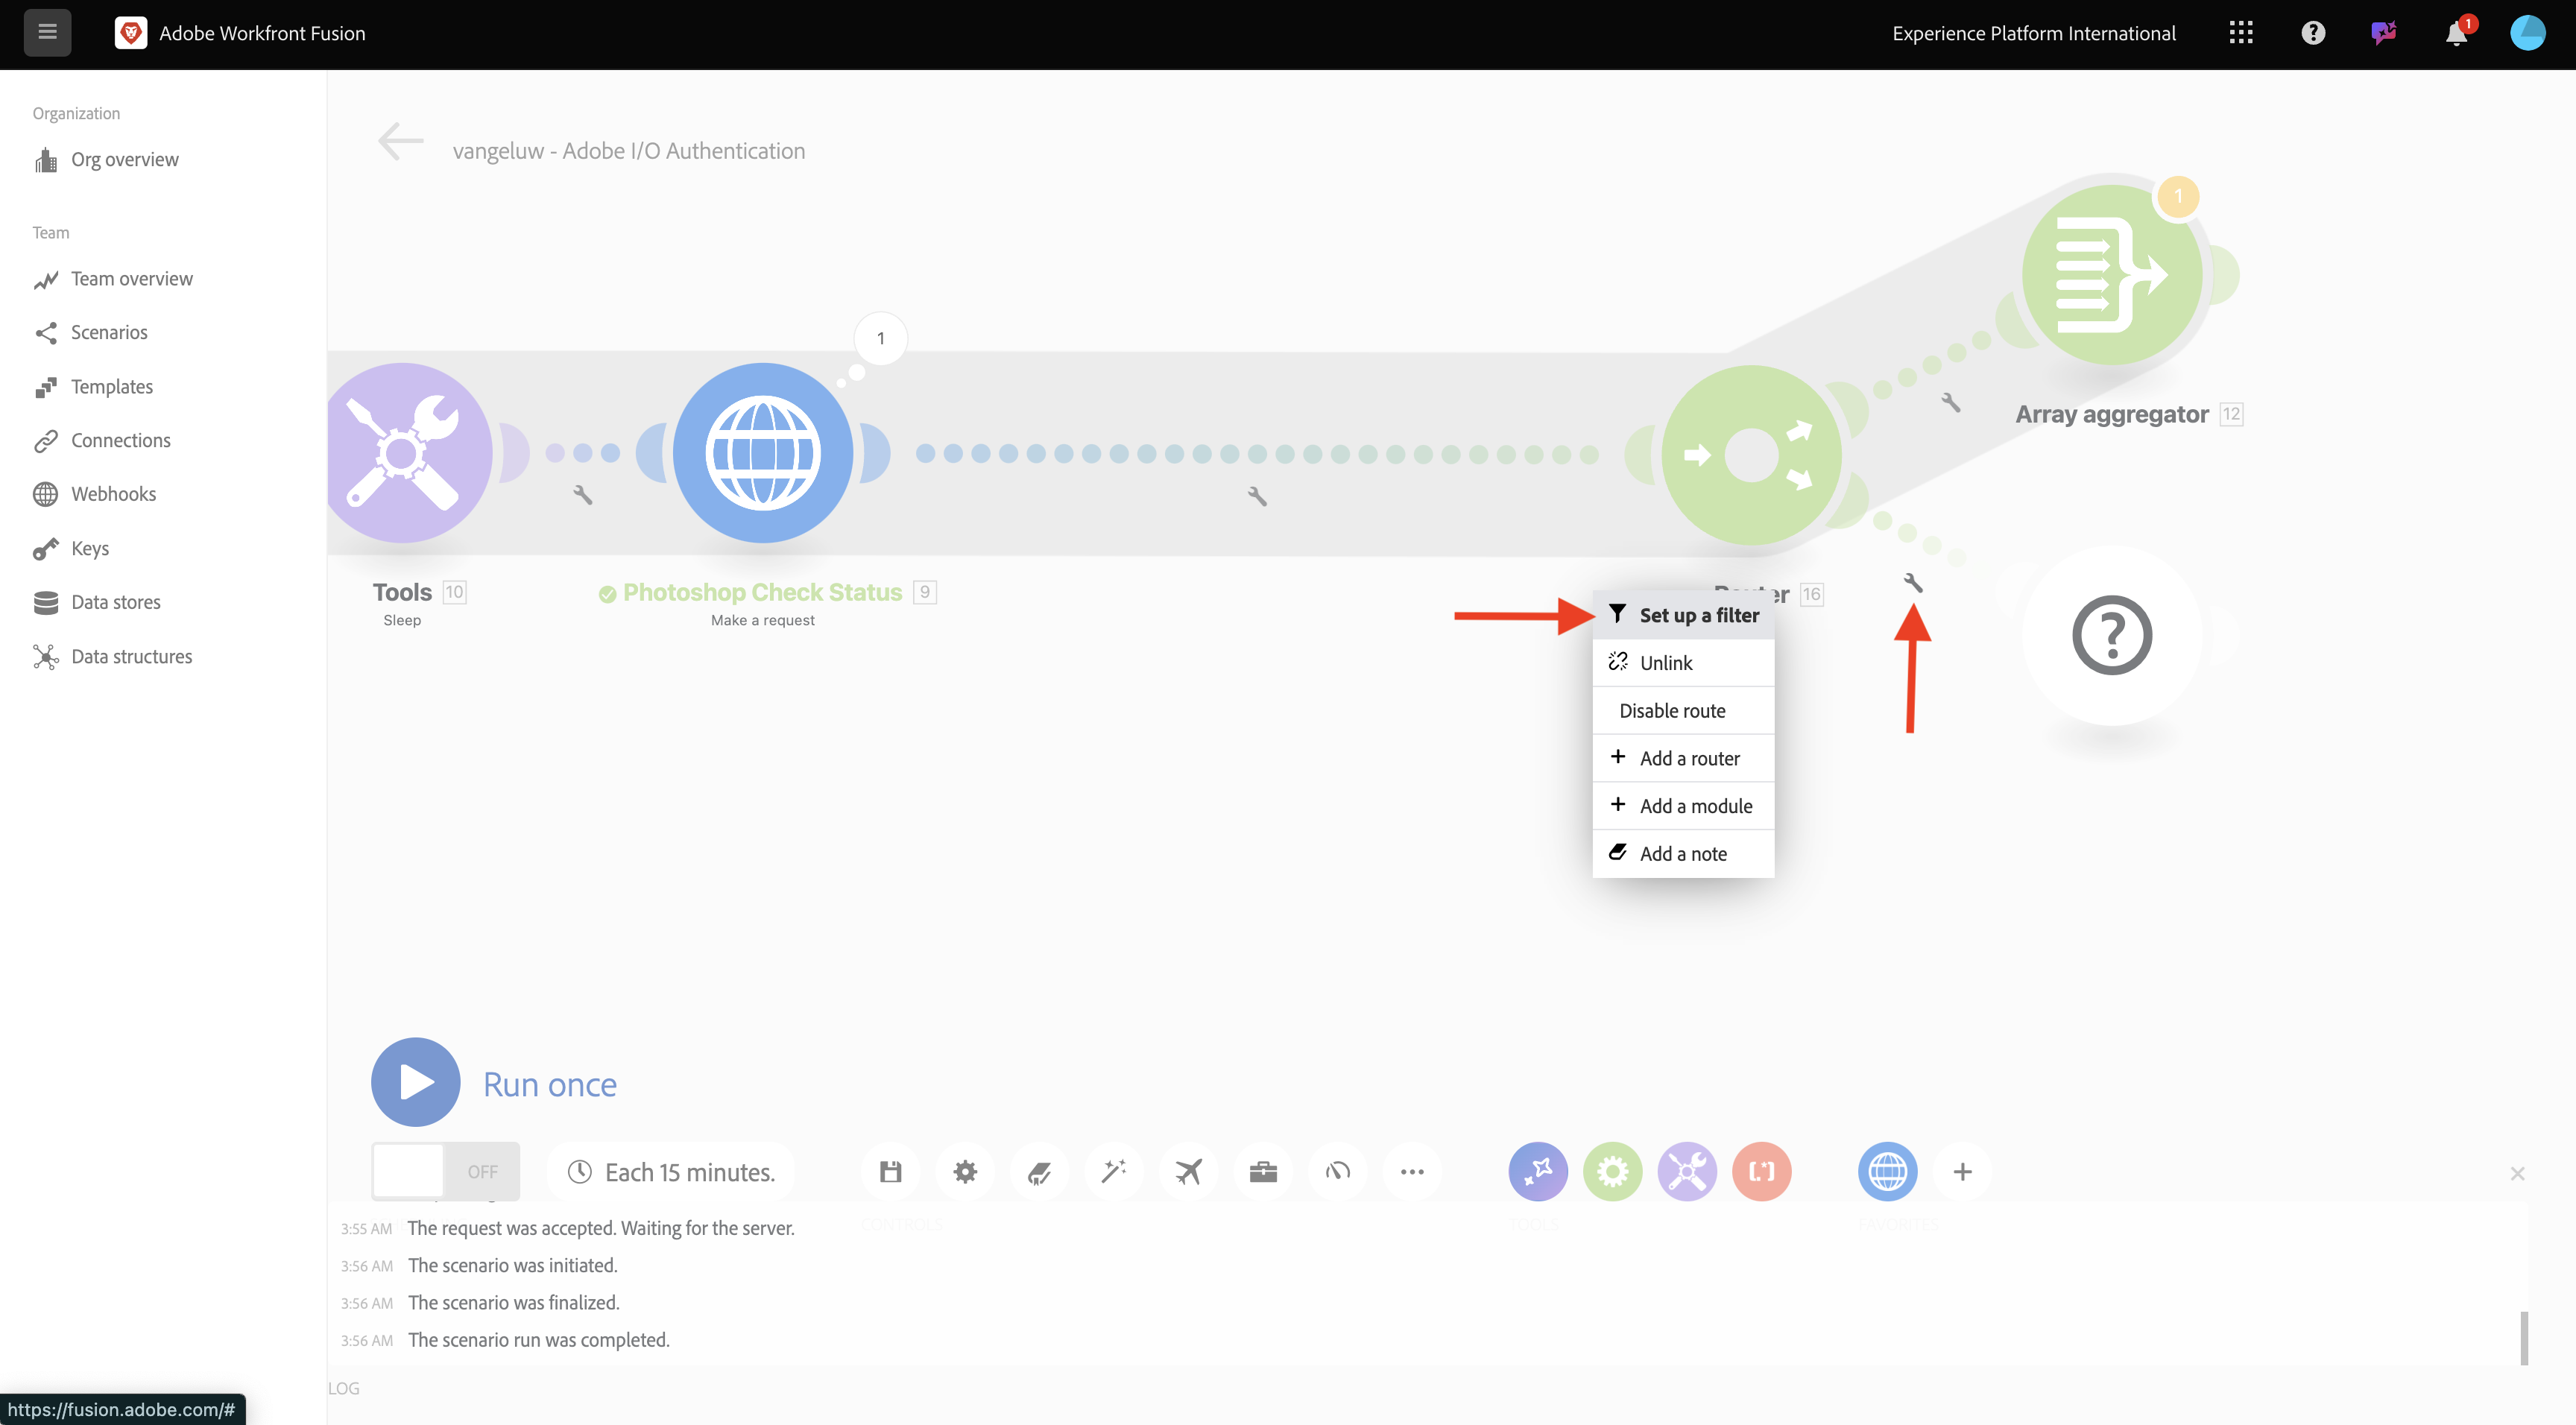 Adobe Workfront Fusion
Experience Platform International
1
Organization
Org overview
Team
Team overview
Scenarios
Templates
Connections
Webhooks
Keys
Data stores
Data structures
vangeluw - Adobe I/O Authentication
1
1
Array aggregator 12
Tools 10
Sleep
Photoshop Check Status 9
Make a request
Router 16
?
Set up a filter
Unlink
Disable route
Add a router
Add a module
Add a note
Run once
OFF
Each 15 minutes.
CONTROLS
TOOLS
FAVORITES
3:55 AM The request was accepted. Waiting for the server.
3:56 AM The scenario was initiated.
3:56 AM The scenario was finalized.
3:56 AM The scenario run was completed.
LOG
https://fusion.adobe.com/#